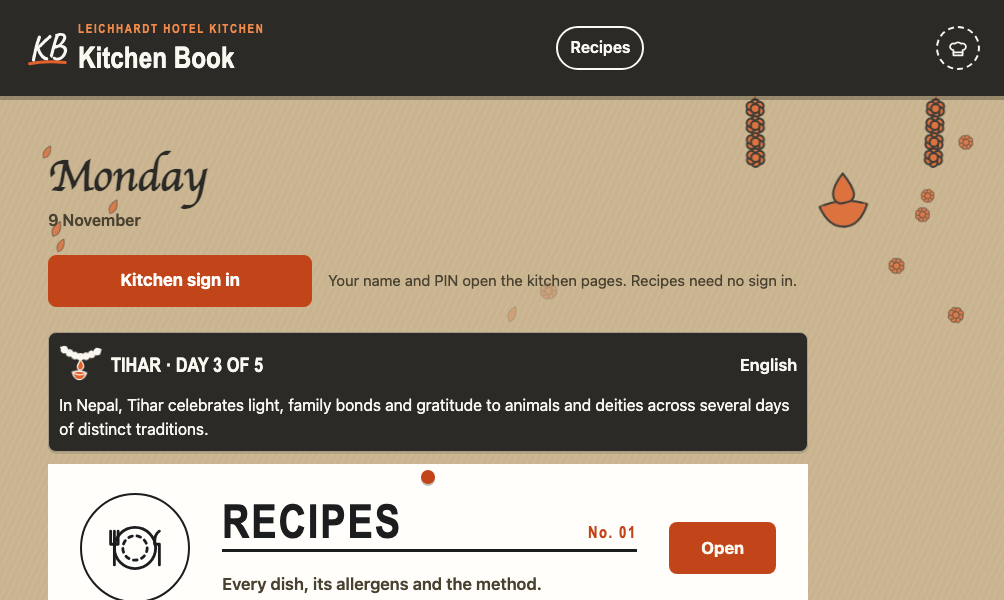 KB
LEICHHARDT HOTEL KITCHEN
Kitchen Book
Recipes
Monday
9 November
Kitchen sign in
Your name and PIN open the kitchen pages. Recipes need no sign in.
TIHAR · DAY 3 OF 5
English
In Nepal, Tihar celebrates light, family bonds and gratitude to animals and deities across several days
of distinct traditions.
RECIPES
No. 01
Open
Every dish, its allergens and the method.